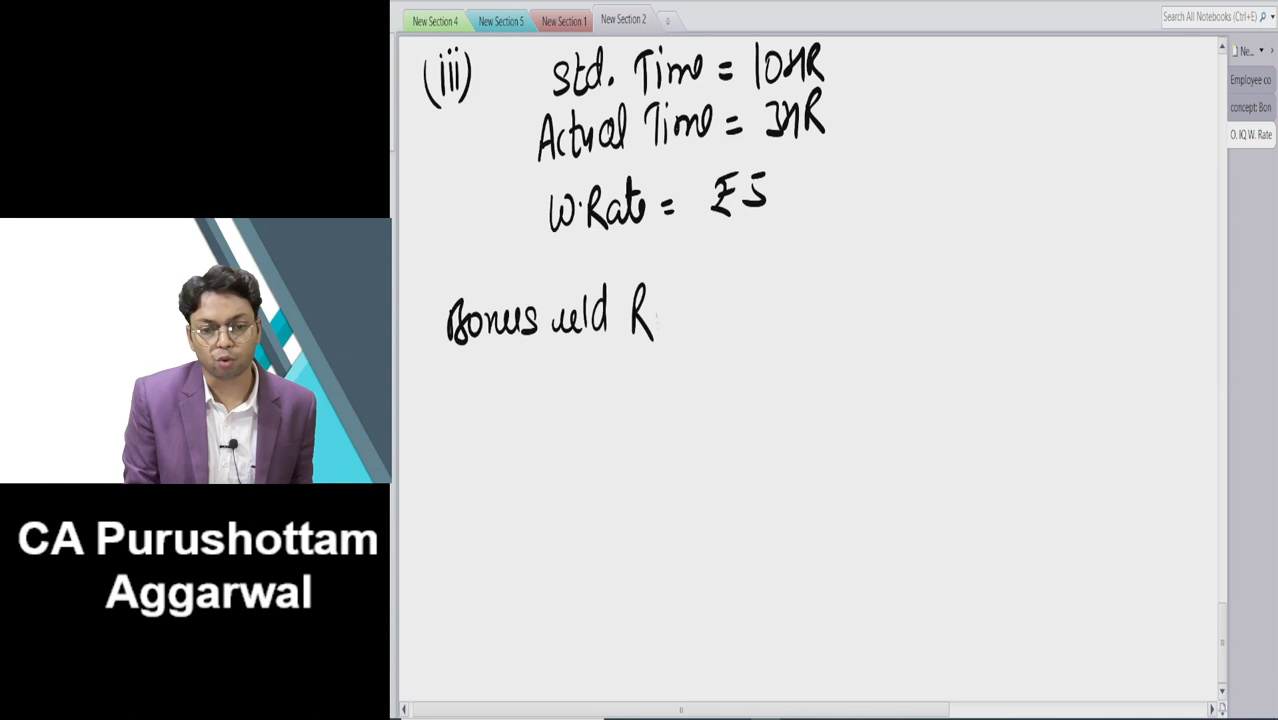 New Section 4
New Section 5
New Section 1
New Section 2
Search All Notebooks (Ctrl+E)
Ne...
Employee co
concept: Bon
O. IQ W. Rate
(iii) Std. Time = 10HR
Actual Time = 3HR
W.Rate = ₹5
Bonus u/d R
CA Purushottam
Aggarwal